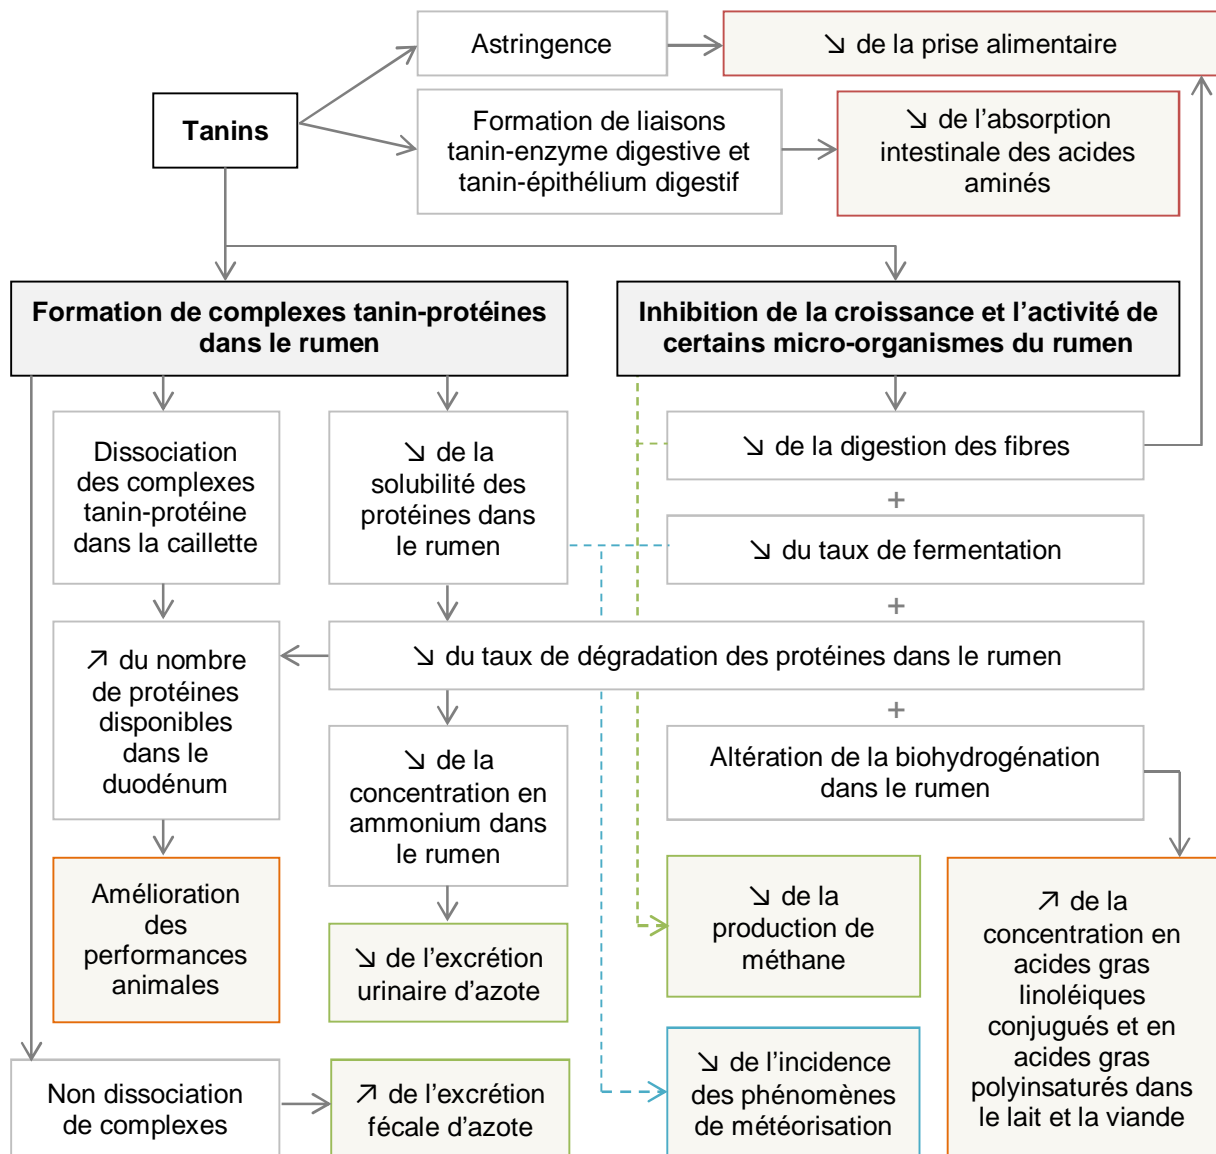 Astringence
↘ de la prise alimentaire
Tanins
Formation de liaisons
tanin-enzyme digestive et
tanin-épithélium digestif
↘ de l’absorption
intestinale des acides
aminés
Formation de complexes tanin-protéines
dans le rumen
Inhibition de la croissance et l’activité de
certains micro-organismes du rumen
Dissociation
des complexes
tanin-protéine
dans la caillette
↘ de la
solubilité des
protéines dans
le rumen
↘ de la digestion des fibres
+
↘ du taux de fermentation
+
↗ du nombre
de protéines
disponibles
dans le
duodénum
↘ du taux de dégradation des protéines dans le rumen
+
↘ de la
concentration en
ammonium dans
le rumen
Altération de la biohydrogénation
dans le rumen
Amélioration
des
performances
animales
↘ de l’excrétion
urinaire d’azote
↘ de la
production de
méthane
↗ de la
concentration en
acides gras
linoléiques
conjugués et en
acides gras
polyinsaturés dans
le lait et la viande
Non dissociation
de complexes
↗ de l’excrétion
fécale d’azote
↘ de l’incidence
des phénomènes
de météorisation